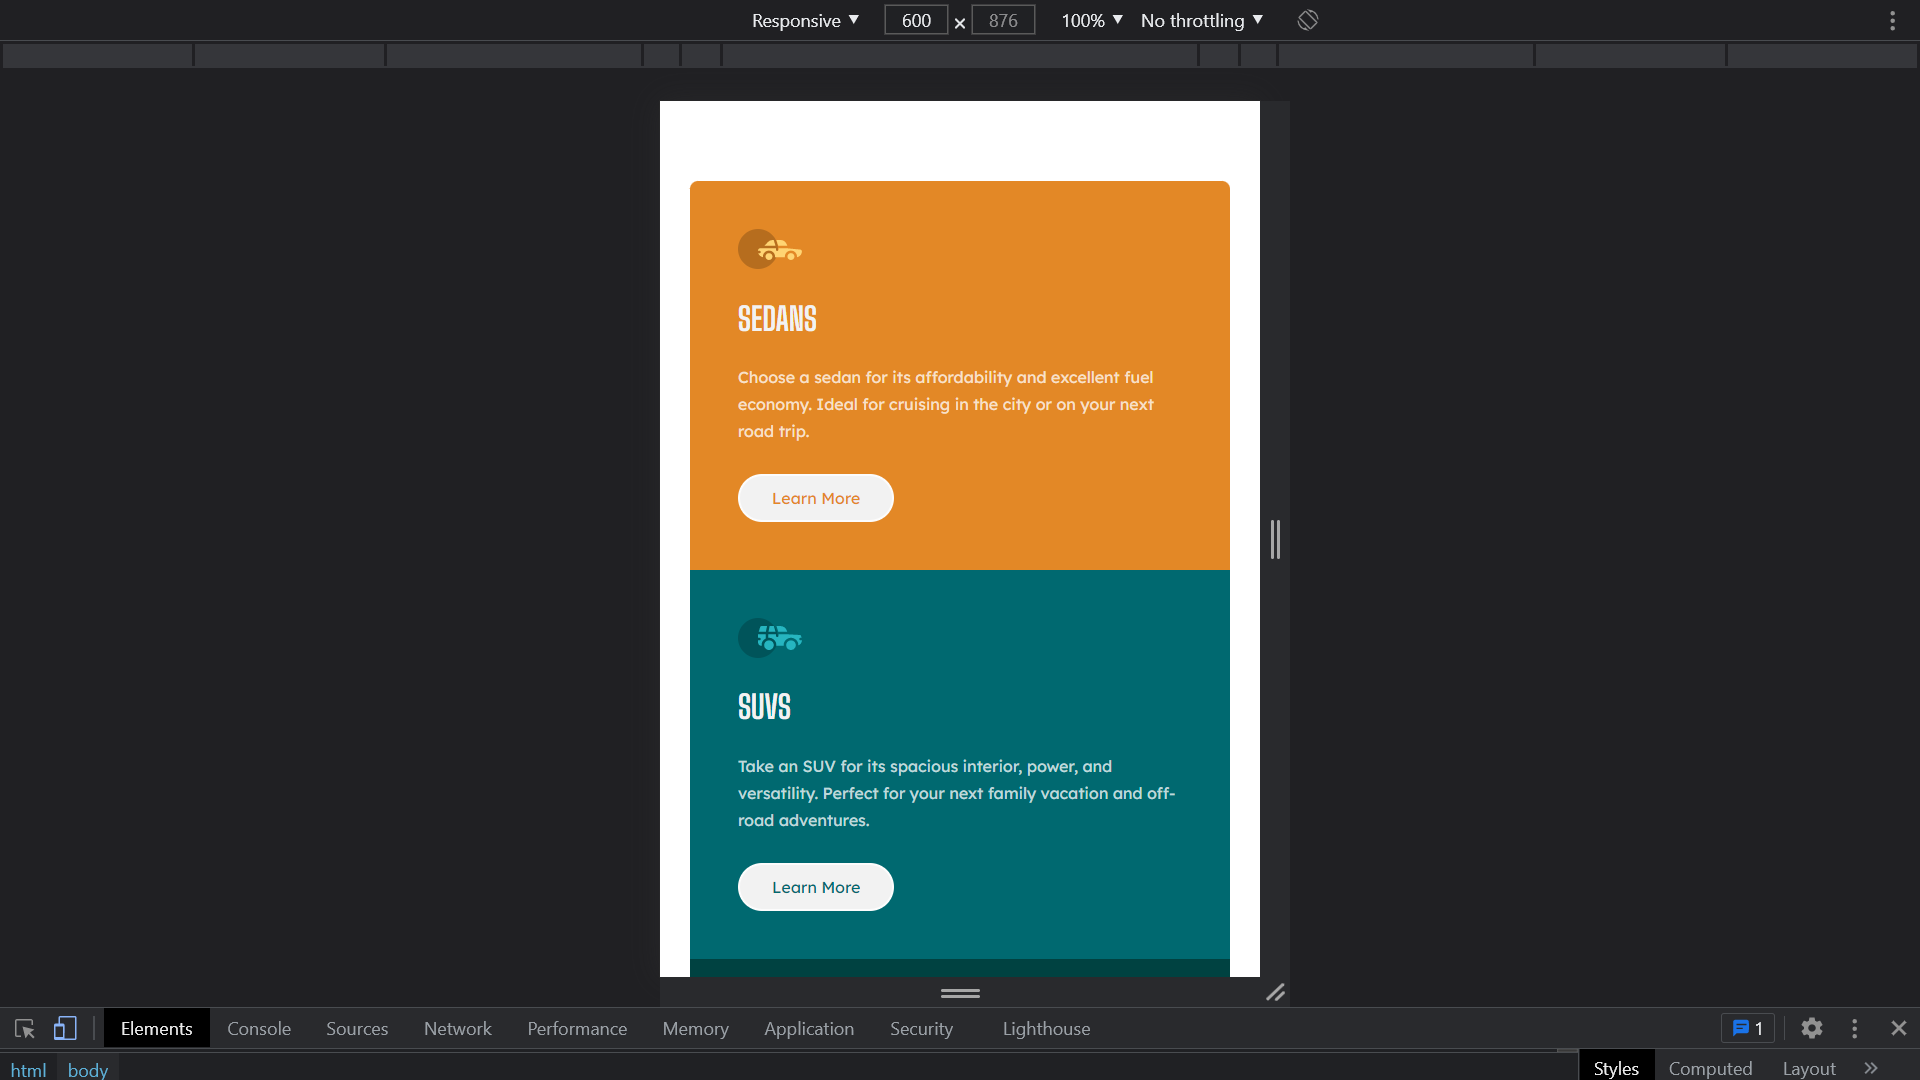 Responsive ▼ 600 × 876 100% ▼ No throttling ▼
SEDANS
Choose a sedan for its affordability and excellent fuel
economy. Ideal for cruising in the city or on your next
road trip.
Learn More
SUVS
Take an SUV for its spacious interior, power, and
versatility. Perfect for your next family vacation and off-
road adventures.
Learn More
Elements Console Sources Network Performance Memory Application Security Lighthouse 1
html body Styles Computed Layout »